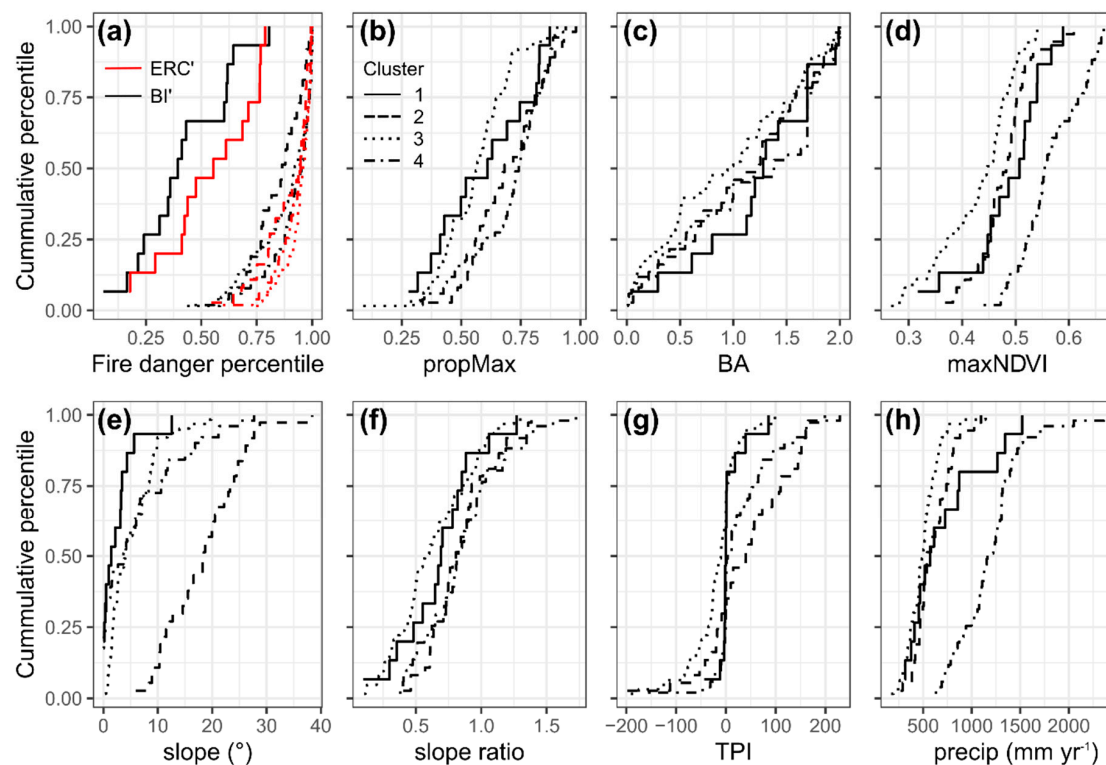 (a) (b) (c) (d)
ERC'
BI'
Cluster
1
2
3
4
Cummulative percentile
1.00
0.75
0.50
0.25
0.00
0.25 0.50 0.75 1.00
0.25 0.50 0.75 1.00
0.0 0.5 1.0 1.5 2.0
0.3 0.4 0.5 0.6
Fire danger percentile propMax BA maxNDVI
(e) (f) (g) (h)
Cummulative percentile
1.00
0.75
0.50
0.25
0.00
0 10 20 30 40
0.5 1.0 1.5
−200 −100 0 100 200
500 1000 1500 2000
slope (°) slope ratio TPI precip (mm yr⁻¹)